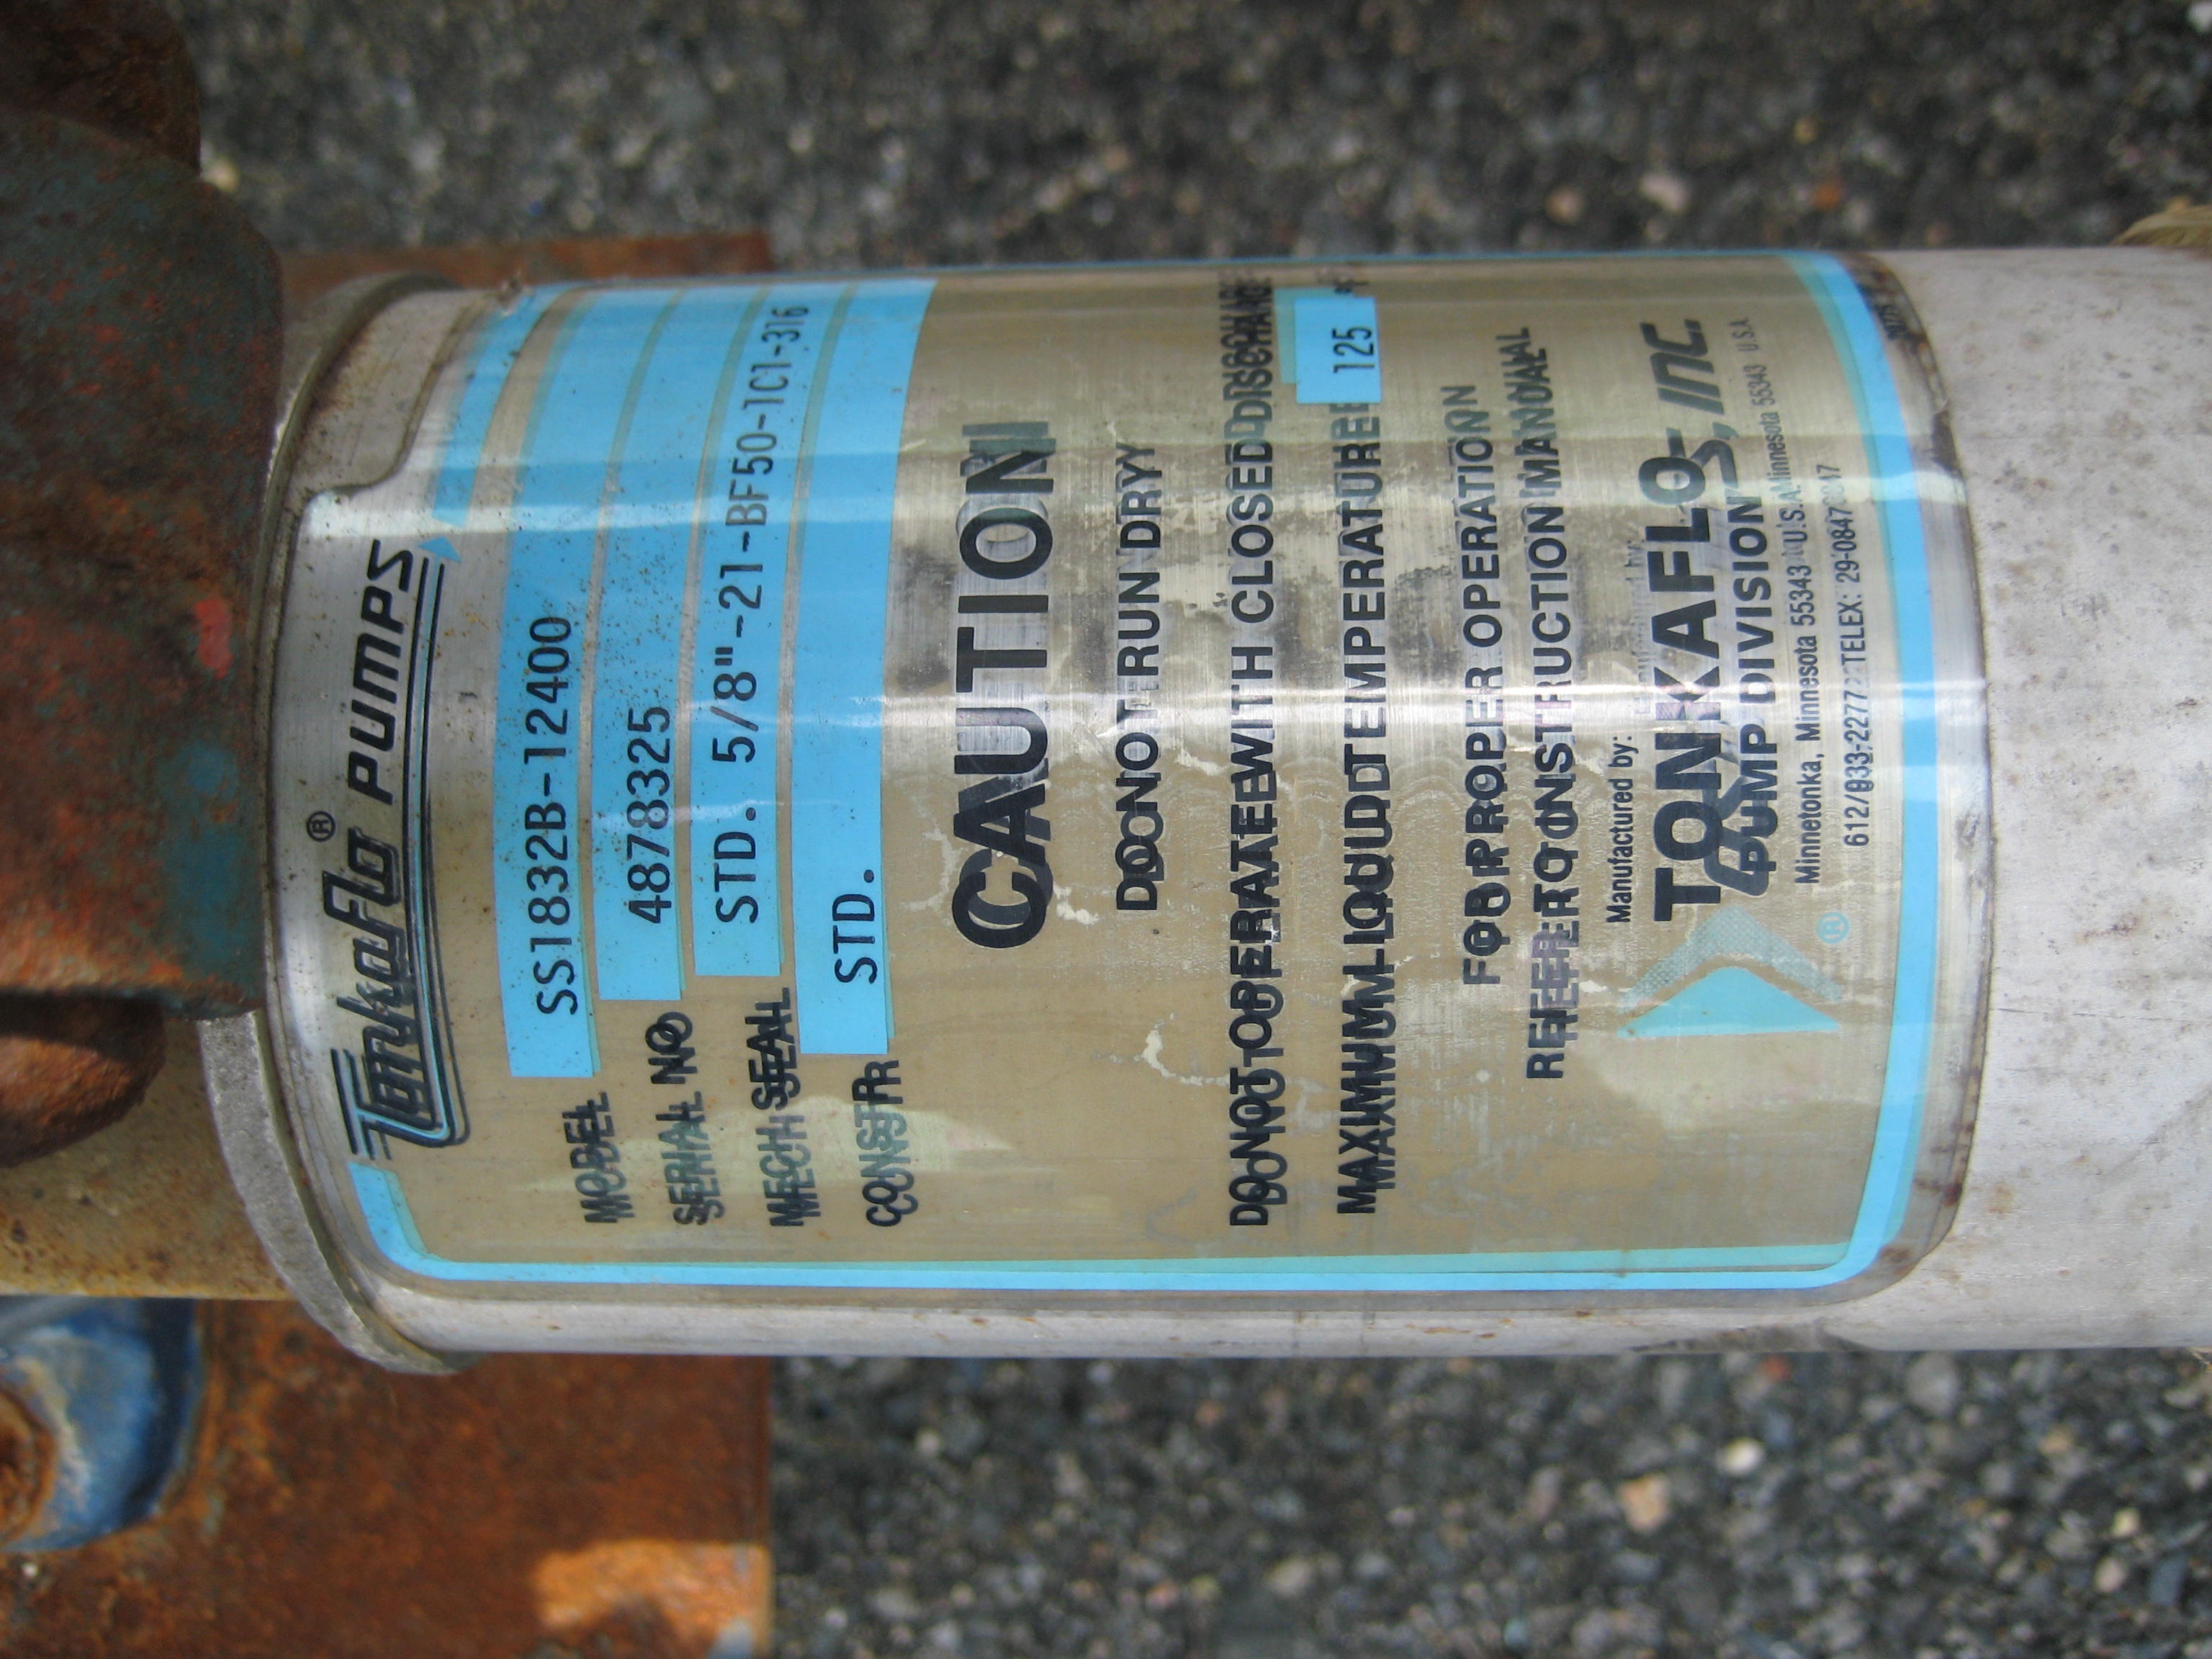 Tonkaflo® PUMPS
MODEL SS1832B-12400
SERIAL NO 4878325
MECH SEAL STD. 5/8"-21-BF50-1C1-316
CONSTR STD.
CAUTION
DO NOT RUN DRY
DO NOT OPERATE WITH CLOSED DISCHARGE
MAXIMUM LIQUID TEMPERATURE 125 °F
FOR PROPER OPERATION
REFER TO INSTRUCTION MANUAL
Manufactured by:
TONKAFLO
PUMP DIVISION
Minnetonka, Minnesota 55343 U.S.A.
612/933-2277 TELEX: 29-0847
®